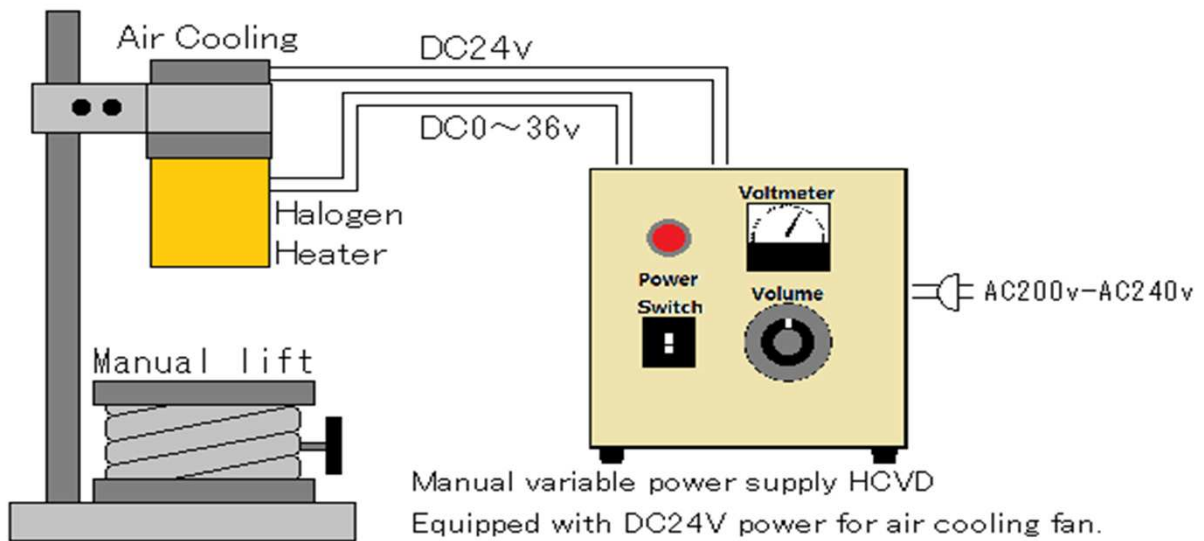 Air Cooling
DC24v
DC0～36v
Halogen
Heater
Voltmeter
Power
Switch
Volume
AC200v-AC240v
Manual lift
Manual variable power supply HCVD
Equipped with DC24V power for air cooling fan.